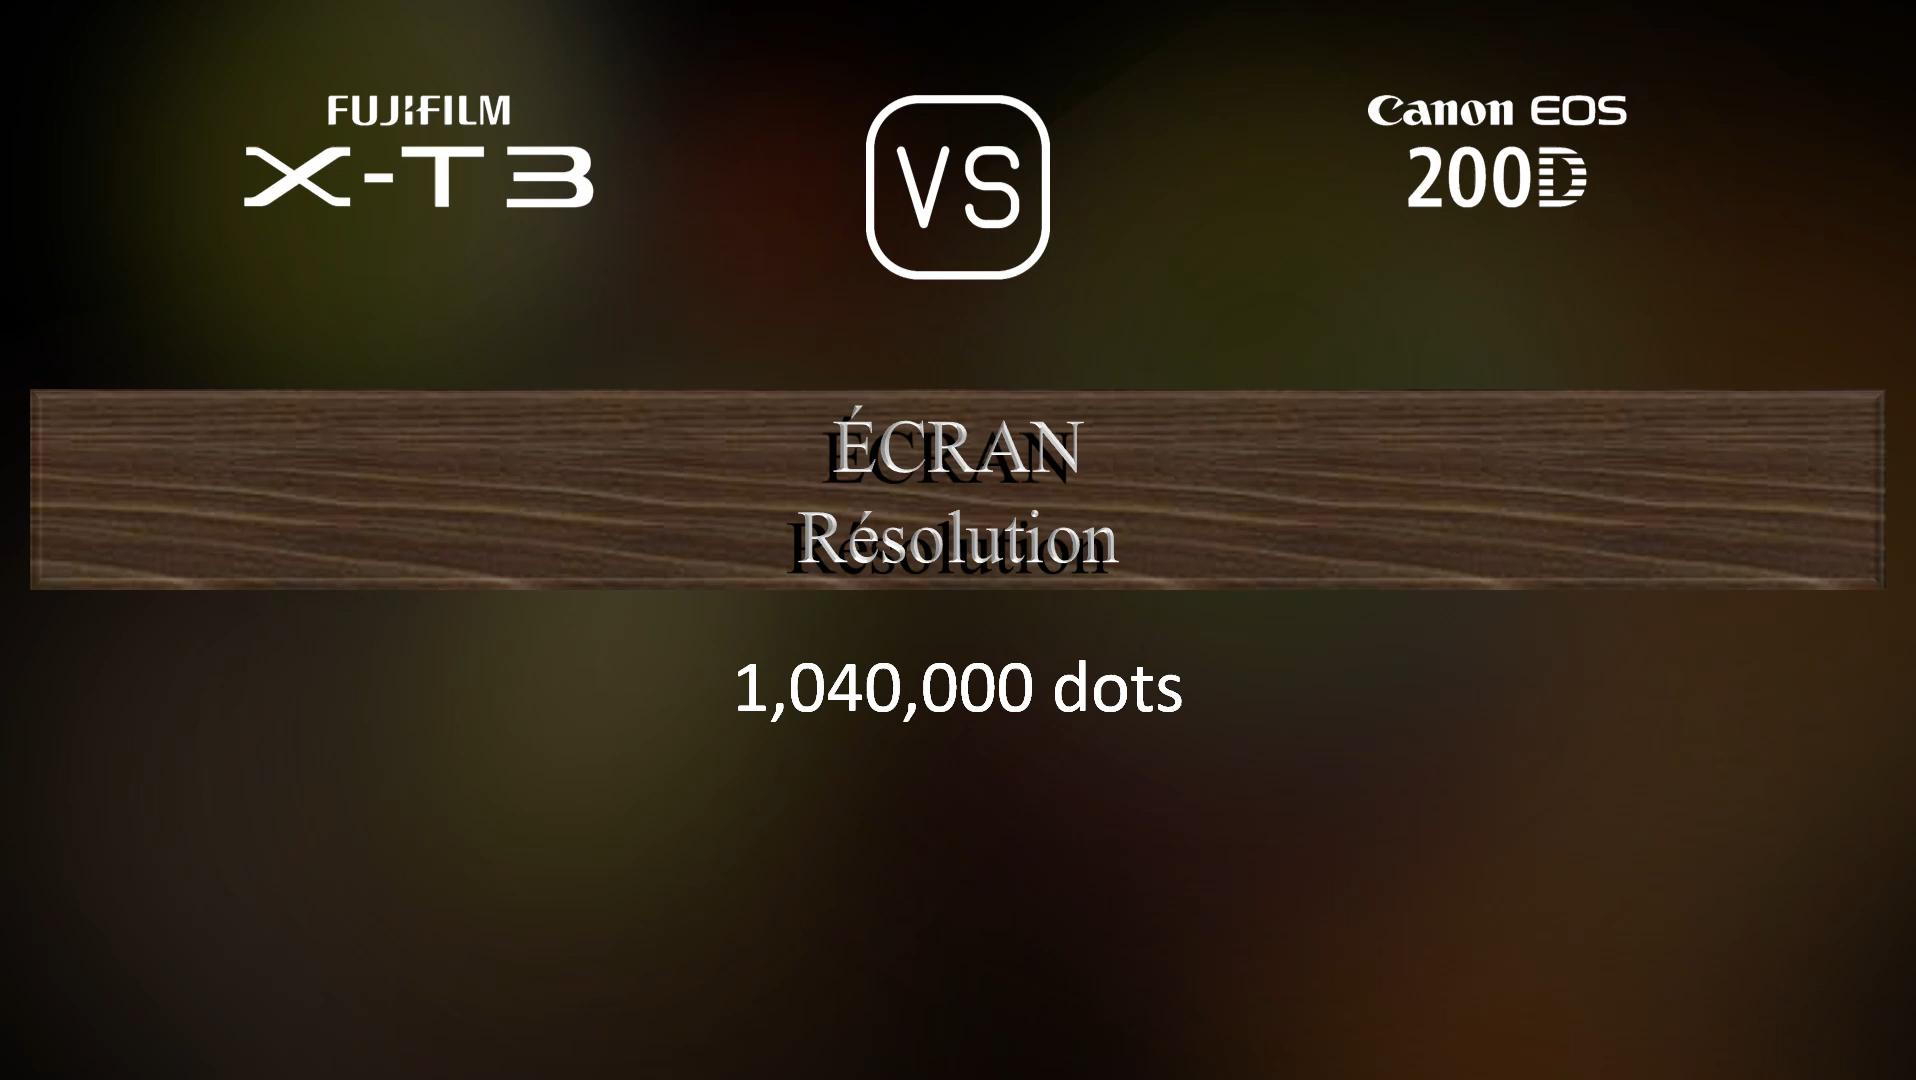 FUJIFILM
X-T3
VS
Canon EOS
200D
ÉCRAN
Résolution
1,040,000 dots